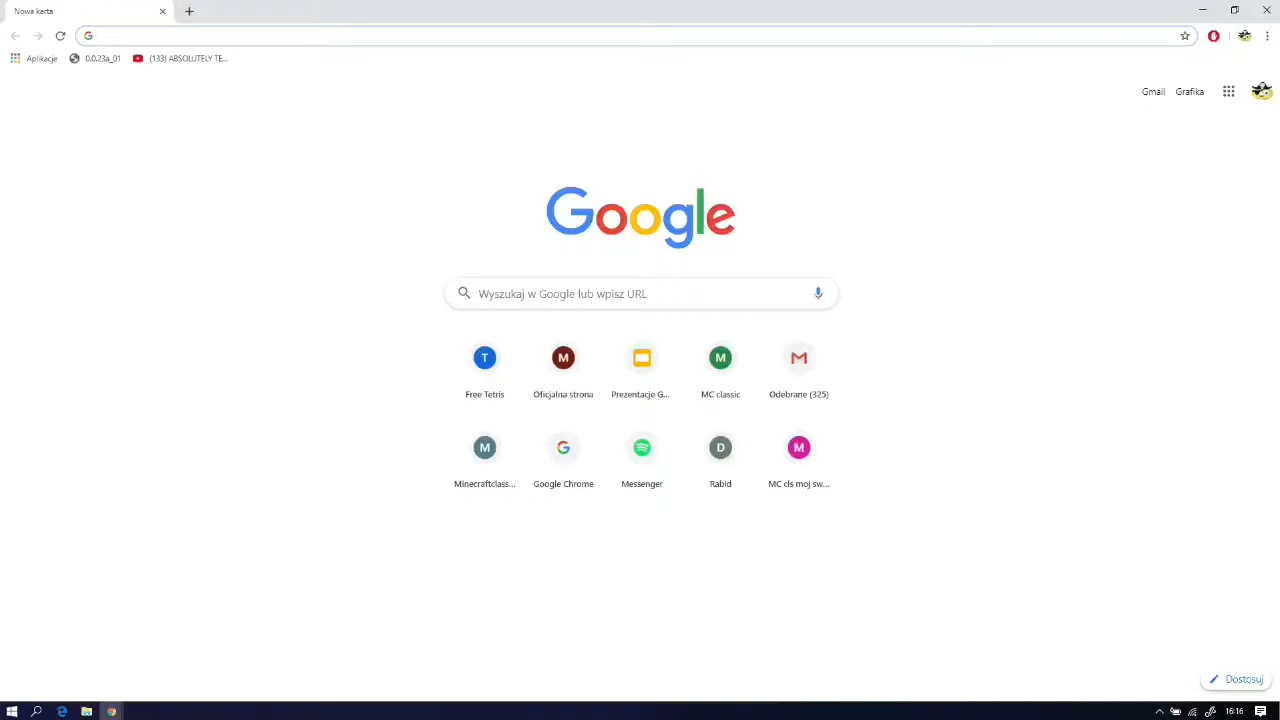 Nowa karta
Aplikacje 0.0.23a_01 (133) ABSOLUTELY TE...
Gmail Grafika
Google
Wyszukaj w Google lub wpisz URL
T M M
Free Tetris Oficjalna strona Prezentacje G... MC classic Odebrane (325)
M G D M
Minecraftclass... Google Chrome Messenger Rabid MC cls moj sw...
Dostosuj
16:16